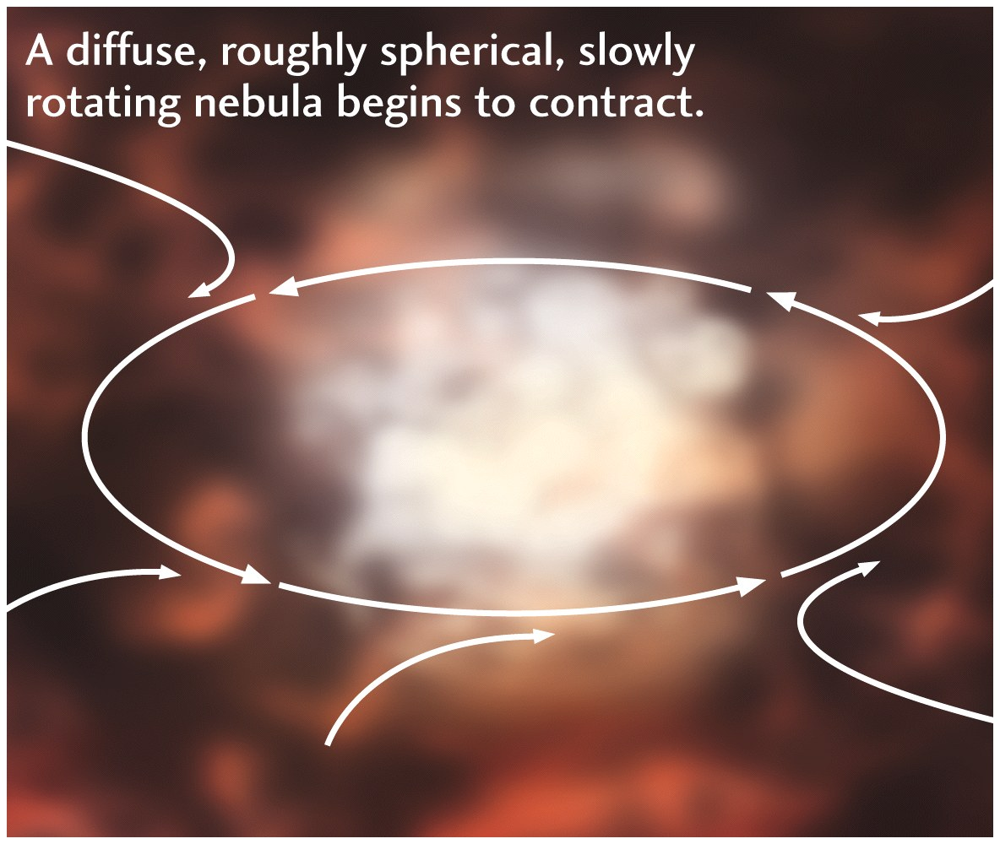 A diffuse, roughly spherical, slowly
rotating nebula begins to contract.